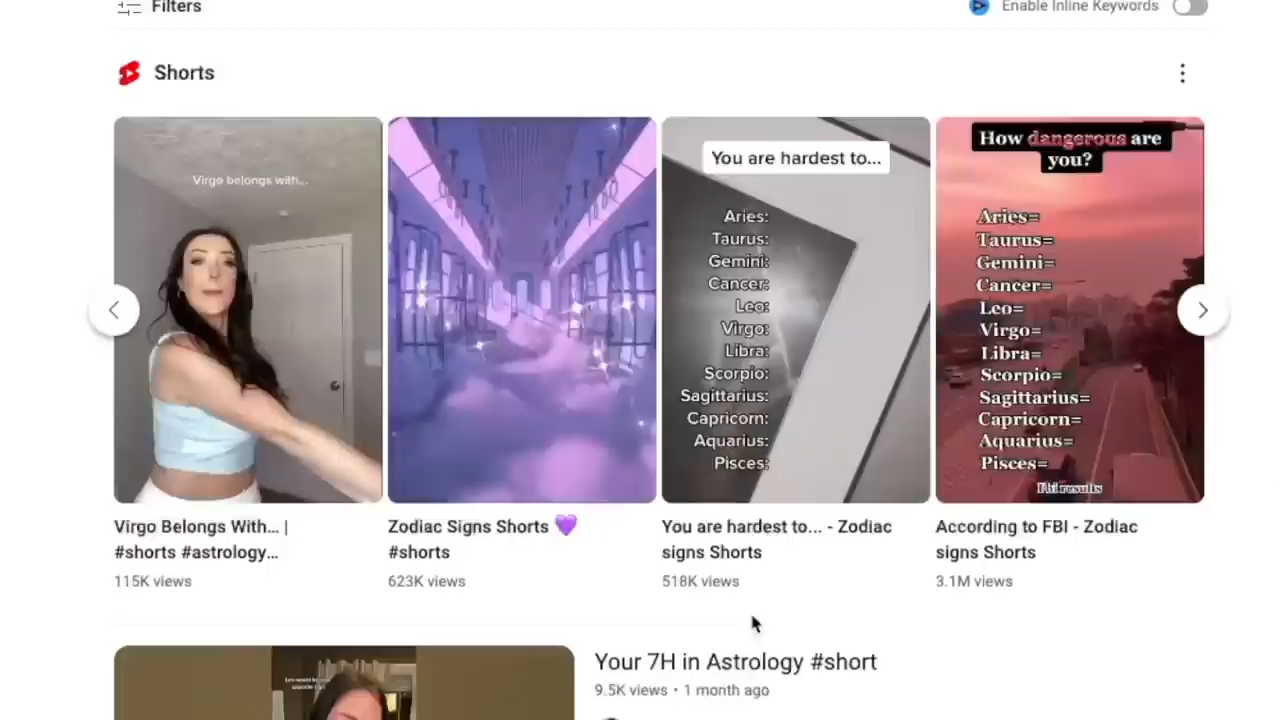 Filters
Enable Inline Keywords
Shorts
Virgo belongs with...
You are hardest to...
Aries:
Taurus:
Gemini:
Cancer:
Leo:
Virgo:
Libra:
Scorpio:
Sagittarius:
Capricorn:
Aquarius:
Pisces:
How dangerous are
you?
Aries=
Taurus=
Gemini=
Cancer=
Leo=
Virgo=
Libra=
Scorpio=
Sagittarius=
Capricorn=
Aquarius=
Pisces=
Virgo Belongs With... |
#shorts #astrology...
115K views
Zodiac Signs Shorts 💜
#shorts
623K views
You are hardest to... - Zodiac
signs Shorts
518K views
According to FBI - Zodiac
signs Shorts
3.1M views
Your 7H in Astrology #short
9.5K views • 1 month ago